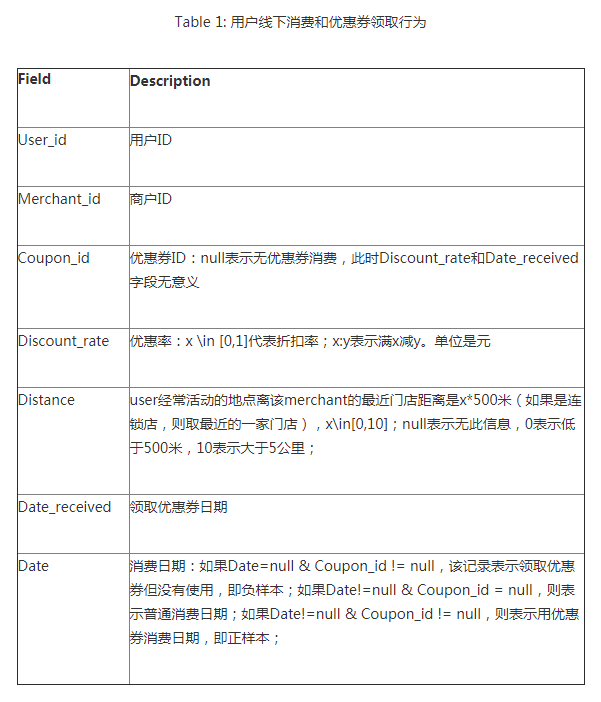 Table 1: 用户线下消费和优惠券领取行为
Field Description
User_id 用户ID
Merchant_id 商户ID
Coupon_id 优惠券ID：null表示无优惠券消费，此时Discount_rate和Date_received
字段无意义
Discount_rate 优惠率：x \in [0,1]代表折扣率；x:y表示满x减y。单位是元
Distance user经常活动的地点离该merchant的最近门店距离是x*500米（如果是连
锁店，则取最近的一家门店），x\in[0,10]；null表示无此信息，0表示低
于500米，10表示大于5公里；
Date_received 领取优惠券日期
Date 消费日期：如果Date=null & Coupon_id != null，该记录表示领取优惠
券但没有使用，即负样本；如果Date!=null & Coupon_id = null，则表
示普通消费日期；如果Date!=null & Coupon_id != null，则表示用优惠
券消费日期，即正样本；